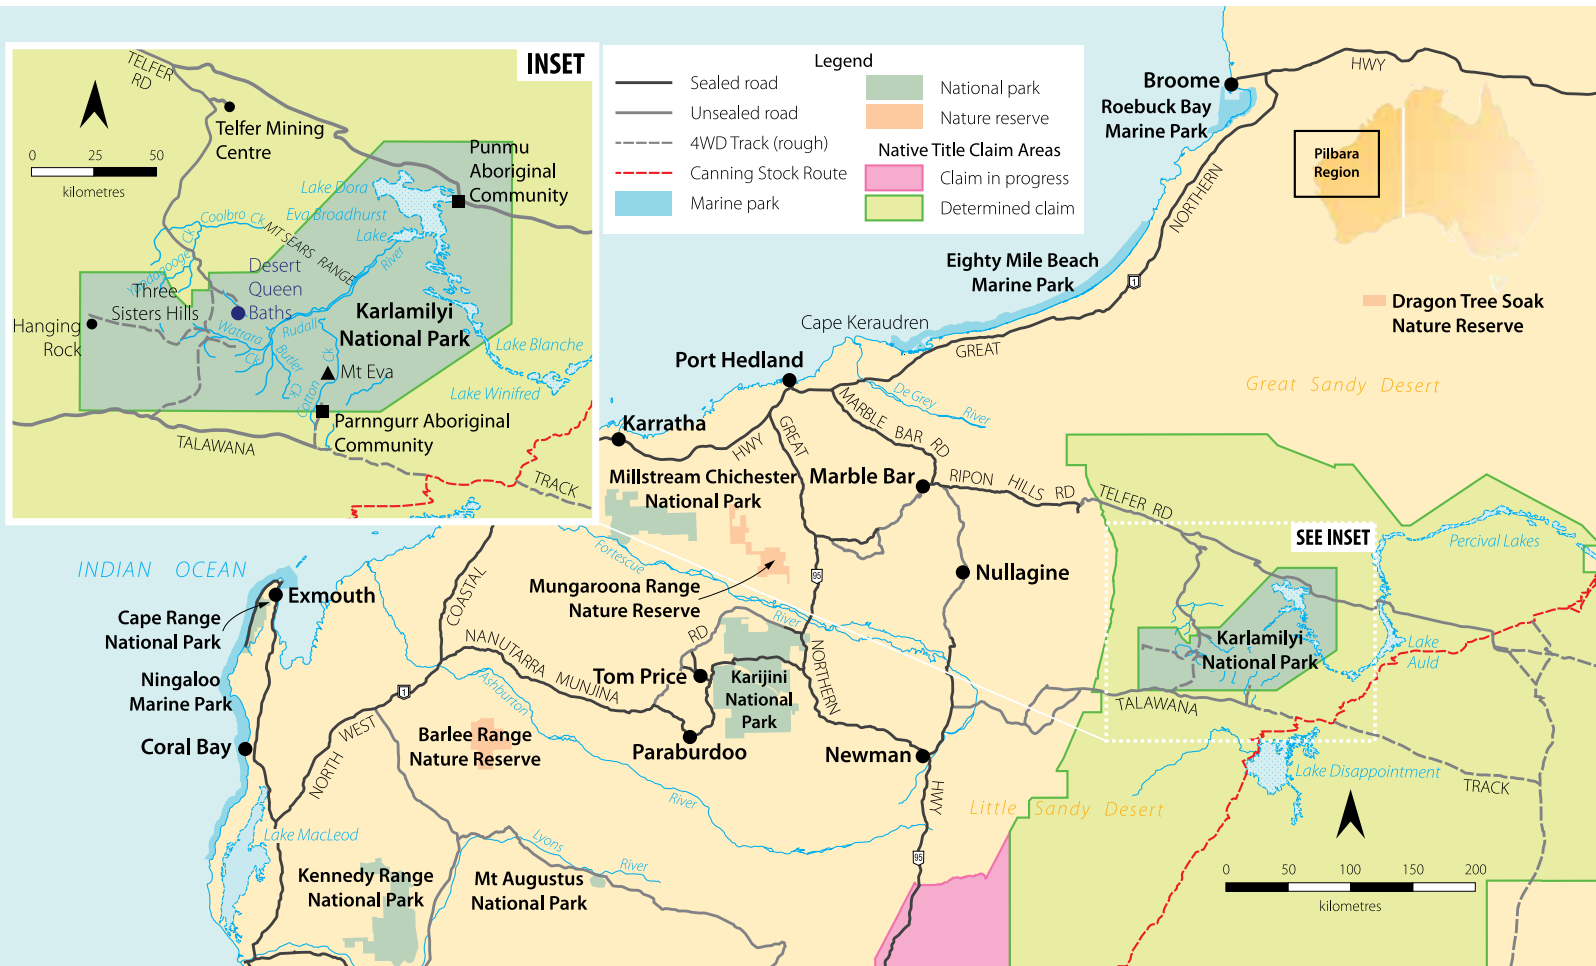 INSET
TELFER
RD
Telfer Mining
Centre
0 25 50
kilometres
Punmu
Aboriginal
Community
Lake Dora
Eva Broadhurst
Lake
Coolbro Ck
Yandagooge Ck
MT SEARS RANGE
River
Desert
Queen
Baths
Three
Sisters Hills
Hanging
Rock
Watrara
Ck
Rudall
Butler
Ck
Cotton
Ck
Karlamilyi
National Park
Mt Eva
Lake Blanche
Lake Winifred
Parnngurr Aboriginal
Community
TALAWANA
TRACK
Legend
Sealed road
Unsealed road
4WD Track (rough)
Canning Stock Route
Marine park
National park
Nature reserve
Native Title Claim Areas
Claim in progress
Determined claim
Broome
Roebuck Bay
Marine Park
HWY
NORTHERN
Pilbara
Region
Eighty Mile Beach
Marine Park
1
Dragon Tree Soak
Nature Reserve
Cape Keraudren
GREAT
Great Sandy Desert
Port Hedland
De Grey
River
Karratha
HWY
GREAT
MARBLE BAR RD
Millstream Chichester
National Park
Marble Bar
RIPON HILLS RD
TELFER RD
SEE INSET
Percival Lakes
INDIAN OCEAN
Fortescue
River
95
Nullagine
Mungaroona Range
Nature Reserve
Exmouth
Cape Range
National Park
COASTAL
NANUTARRA MUNJINA
RD
Karlamilyi
National Park
Lake
Auld
Ningaloo
Marine Park
Tom Price
Karijini
National
Park
NORTHERN
Ashburton
River
1
TALAWANA
Barlee Range
Nature Reserve
Paraburdoo
Coral Bay
NORTH WEST
Newman
Lake Disappointment
TRACK
HWY
Little Sandy Desert
Lake MacLeod
Lyons
River
95
Kennedy Range
National Park
Mt Augustus
National Park
0 50 100 150 200
kilometres